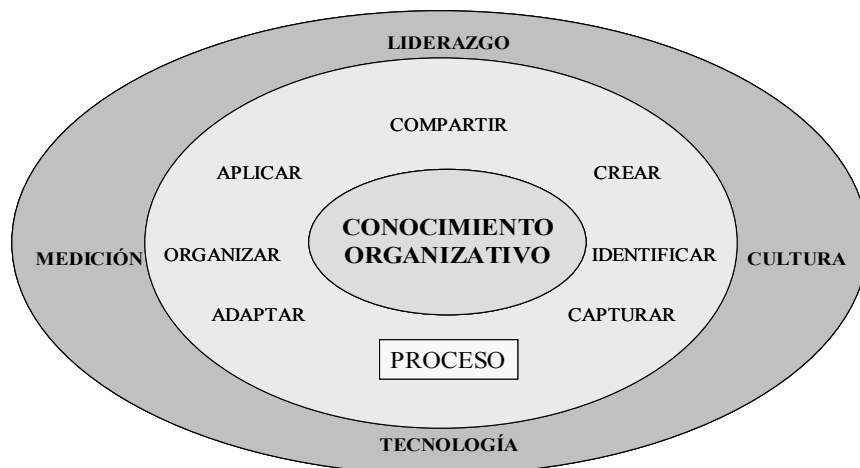 LIDERAZGO
COMPARTIR
APLICAR
CREAR
CONOCIMIENTO
ORGANIZATIVO
MEDICIÓN
ORGANIZAR
IDENTIFICAR
CULTURA
ADAPTAR
CAPTURAR
PROCESO
TECNOLOGÍA